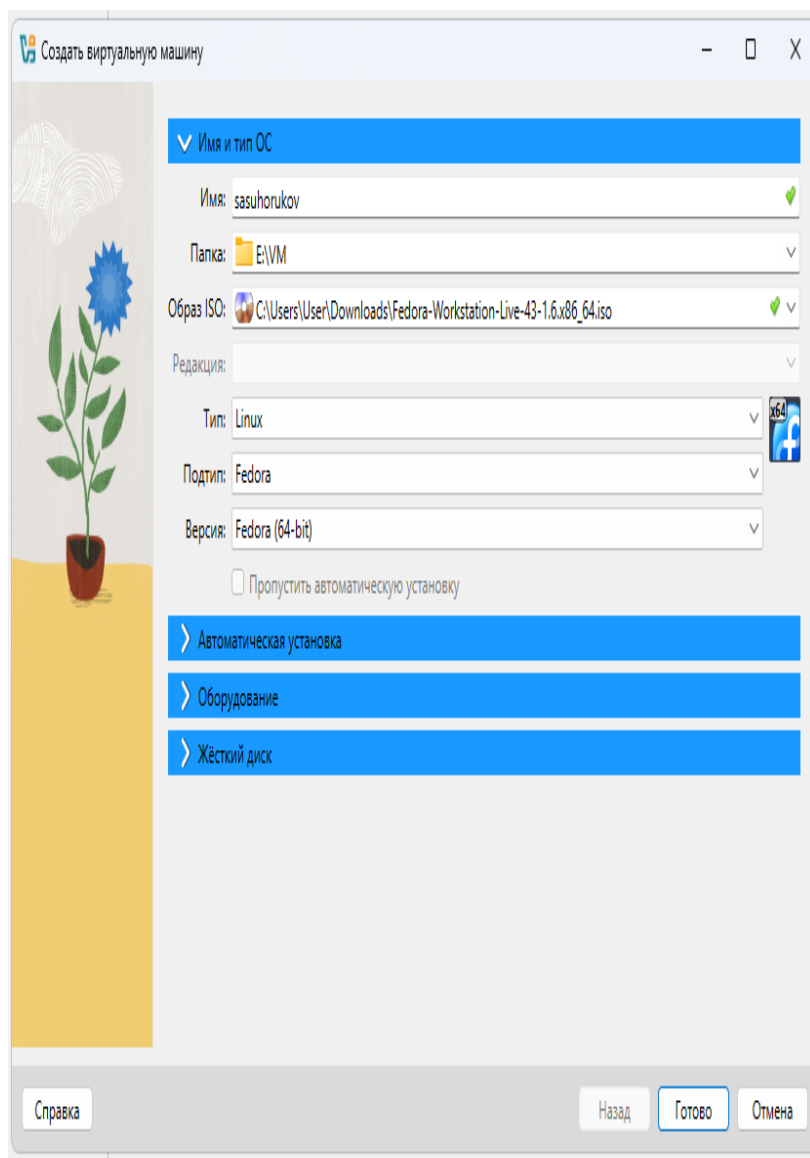 Создать виртуальную машину
Имя и тип ОС
Имя: sasuhorukov
Папка: E:\VM
Образ ISO: C:\Users\User\Downloads\Fedora-Workstation-Live-43-1.6.x86_64.iso
Редакция:
Тип: Linux
x64
Подтип: Fedora
Версия: Fedora (64-bit)
Пропустить автоматическую установку
Автоматическая установка
Оборудование
Жёсткий диск
Справка Назад Готово Отмена